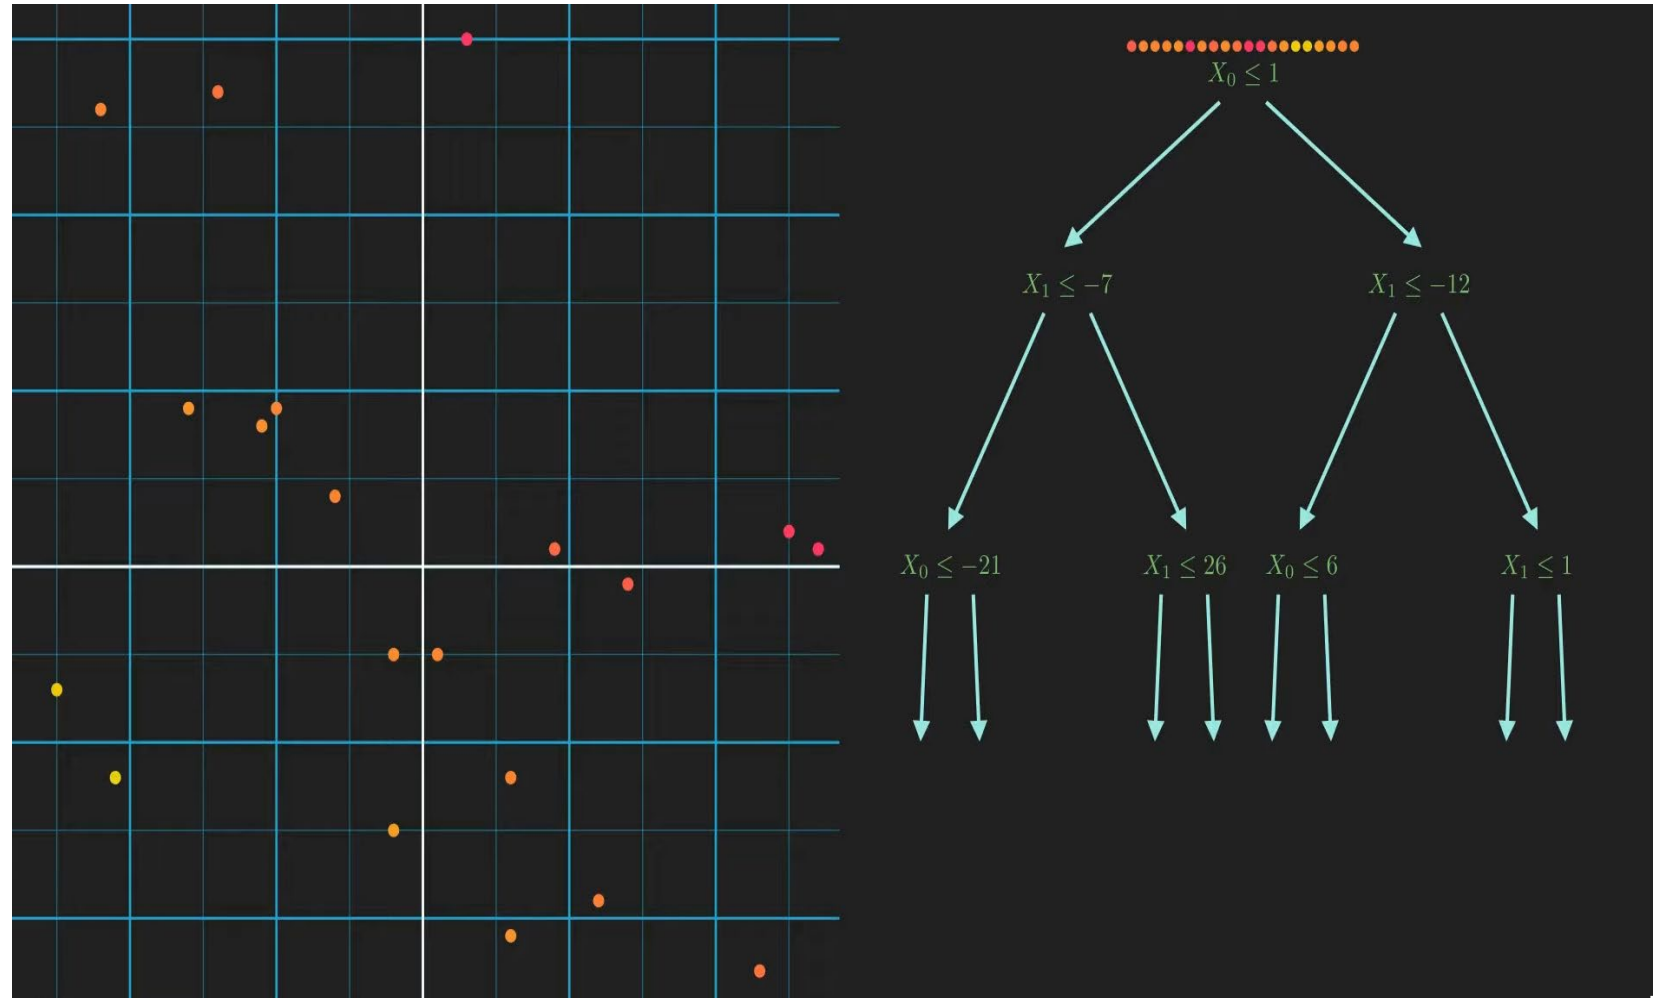 X₀ ≤ 1
X₁ ≤ −7
X₁ ≤ −12
X₀ ≤ −21
X₁ ≤ 26
X₀ ≤ 6
X₁ ≤ 1